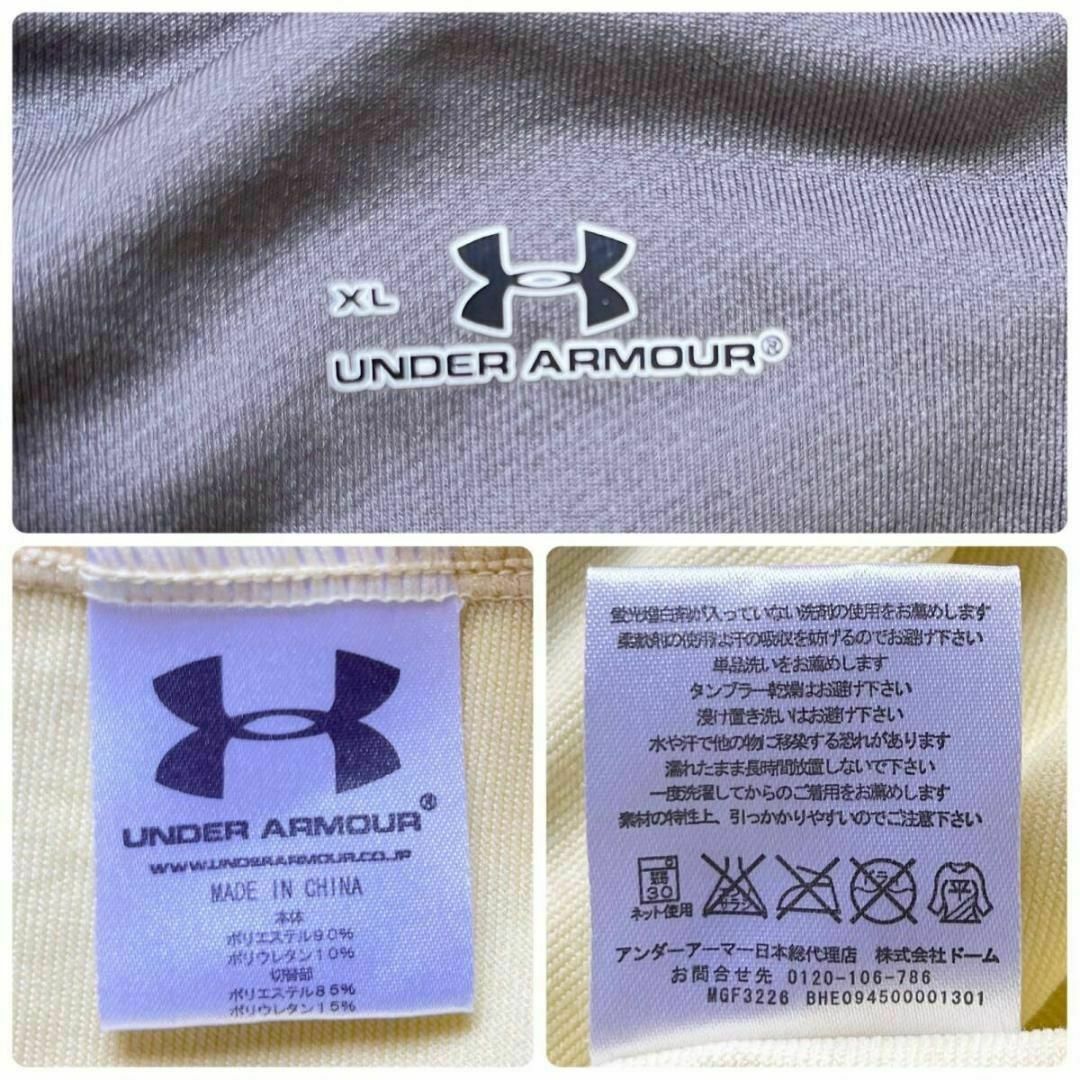 XL
UNDER ARMOUR®
UNDER ARMOUR®
WWW.UNDERARMOUR.CO.JP
MADE IN CHINA
本体
ポリエステル90%
ポリウレタン10%
切替部
ポリエステル85%
ポリウレタン15%
蛍光増白剤が入っていない洗剤の使用をお薦めします
柔軟剤の使用は汗の吸収を妨げるのでお避け下さい
単品洗いをお薦めします
タンブラー乾燥はお避け下さい
浸け置き洗いはお避け下さい
水や汗で他の物に移染する恐れがあります
濡れたまま長時間放置しないで下さい
一度洗濯してからのご着用をお薦めします
素材の特性上、引っかかりやすいのでご注意下さい
30 平
ネット使用
アンダーアーマー日本総代理店 株式会社ドーム
お問合せ先 0120-106-786
MGF3226 BHE094500001301